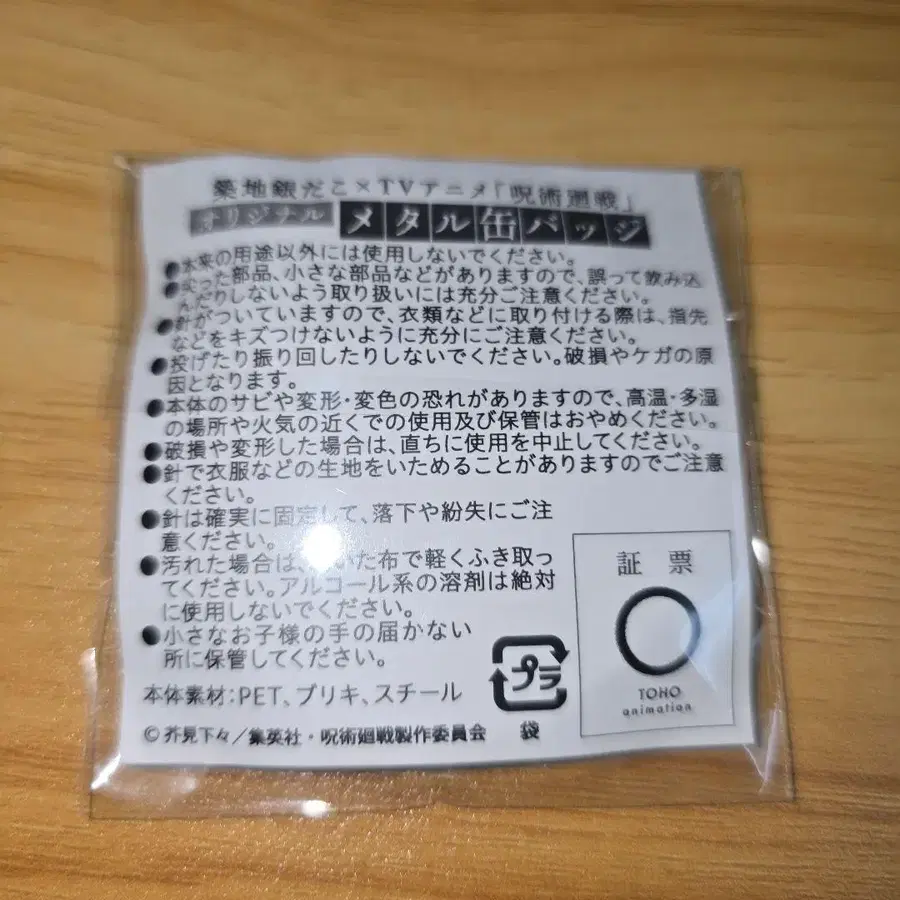 築地銀だこ×TVアニメ「呪術廻戦」
オリジナル メタル缶バッジ
●本来の用途以外には使用しないでください。
●尖った部品、小さな部品などがありますので、誤って飲み込
んだりしないよう取り扱いには充分ご注意ください。
●針がついていますので、衣類などに取り付ける際は、指先
などをキズつけないように充分にご注意ください。
●投げたり振り回したりしないでください。破損やケガの原
因となります。
●本体のサビや変形・変色の恐れがありますので、高温・多湿
の場所や火気の近くでの使用及び保管はおやめください。
●破損や変形した場合は、直ちに使用を中止してください。
●針で衣服などの生地をいためることがありますのでご注意
ください。
●針は確実に固定して、落下や紛失にご注
意ください。
●汚れた場合は、いた布で軽くふき取っ
てください。アルコール系の溶剤は絶対
に使用しないでください。
●小さなお子様の手の届かない
所に保管してください。
本体素材:PET、ブリキ、スチール
©芥見下々/集英社・呪術廻戦製作委員会
プラ
袋
証票
TOHO
animation